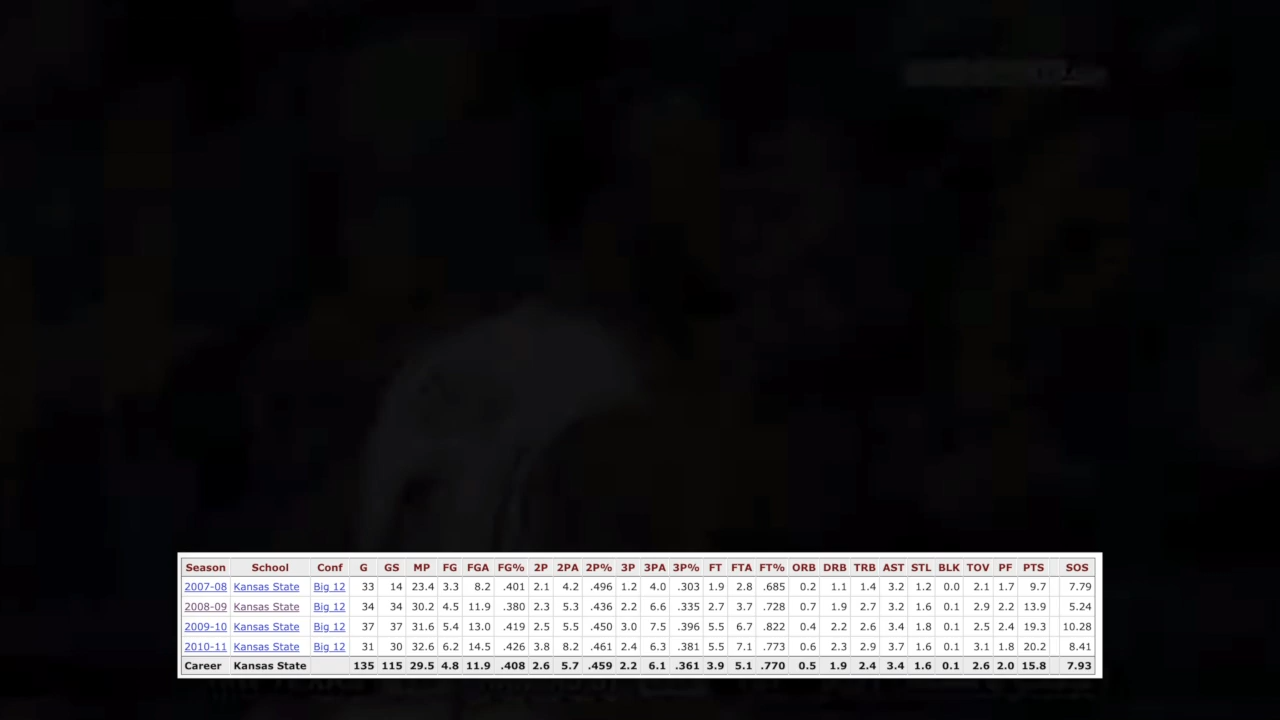 Season School Conf G GS MP FG FGA FG% 2P 2PA 2P% 3P 3PA 3P% FT FTA FT% ORB DRB TRB AST STL BLK TOV PF PTS SOS
2007-08 Kansas State Big 12 33 14 23.4 3.3 8.2 .401 2.1 4.2 .496 1.2 4.0 .303 1.9 2.8 .685 0.2 1.1 1.4 3.2 1.2 0.0 2.1 1.7 9.7 7.79
2008-09 Kansas State Big 12 34 34 30.2 4.5 11.9 .380 2.3 5.3 .436 2.2 6.6 .335 2.7 3.7 .728 0.7 1.9 2.7 3.2 1.6 0.1 2.9 2.2 13.9 5.24
2009-10 Kansas State Big 12 37 37 31.6 5.4 13.0 .419 2.5 5.5 .450 3.0 7.5 .396 5.5 6.7 .822 0.4 2.2 2.6 3.4 1.8 0.1 2.5 2.4 19.3 10.28
2010-11 Kansas State Big 12 31 30 32.6 6.2 14.5 .426 3.8 8.2 .461 2.4 6.3 .381 5.5 7.1 .773 0.6 2.3 2.9 3.7 1.6 0.1 3.1 1.8 20.2 8.41
Career Kansas State 135 115 29.5 4.8 11.9 .408 2.6 5.7 .459 2.2 6.1 .361 3.9 5.1 .770 0.5 1.9 2.4 3.4 1.6 0.1 2.6 2.0 15.8 7.93